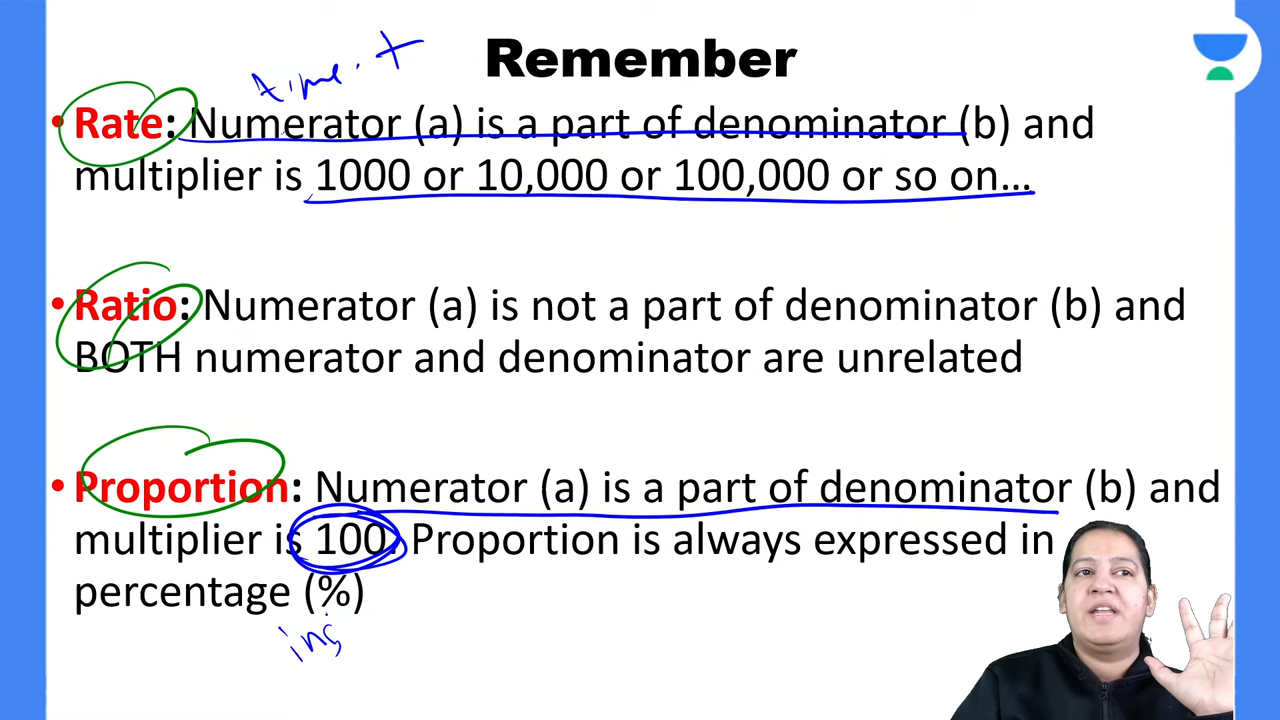 Remember
time. +
• Rate: Numerator (a) is a part of denominator (b) and
multiplier is 1000 or 10,000 or 100,000 or so on...
• Ratio: Numerator (a) is not a part of denominator (b) and
BOTH numerator and denominator are unrelated
• Proportion: Numerator (a) is a part of denominator (b) and
multiplier is 100. Proportion is always expressed in
percentage (%)